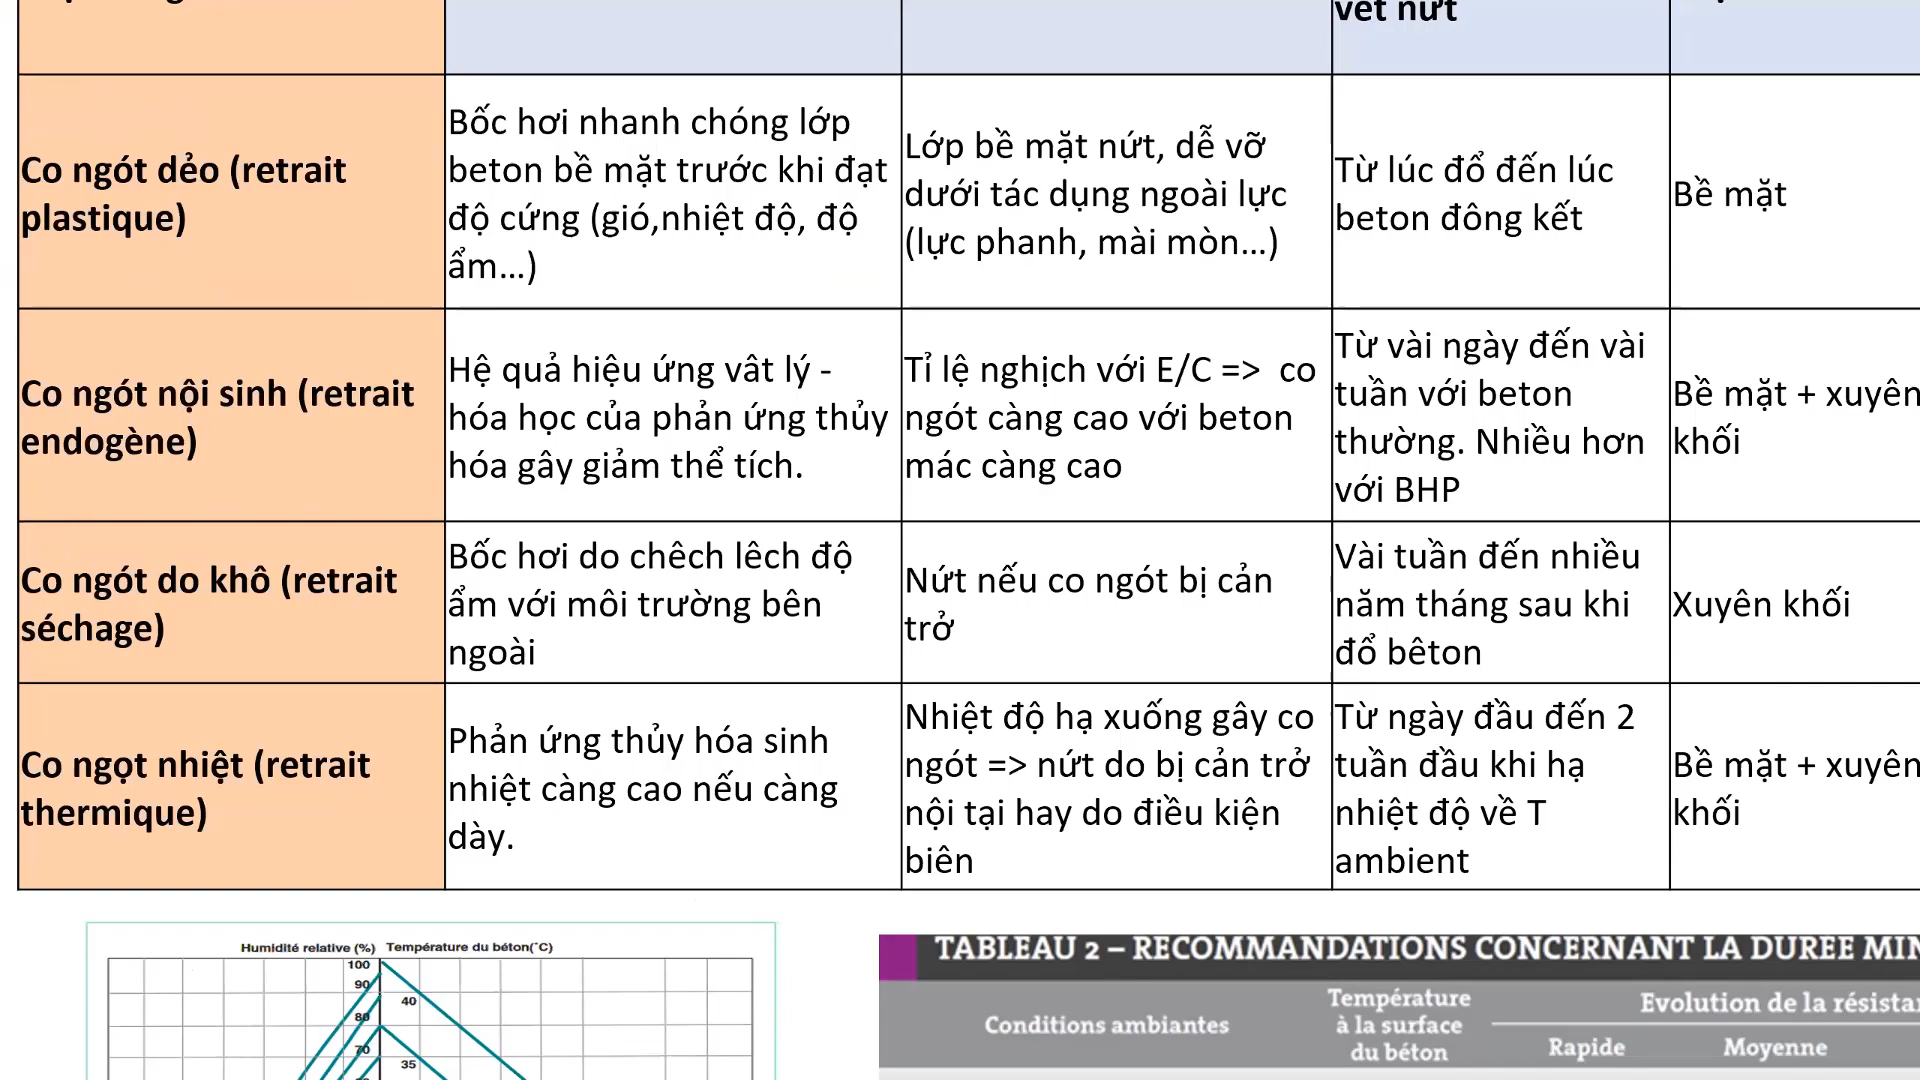 vết nứt
Co ngót dẻo (retrait
plastique)
Bốc hơi nhanh chóng lớp
beton bề mặt trước khi đạt
độ cứng (gió,nhiệt độ, độ
ẩm...)
Lớp bề mặt nứt, dễ vỡ
dưới tác dụng ngoài lực
(lực phanh, mài mòn...)
Từ lúc đổ đến lúc
beton đông kết
Bề mặt
Co ngót nội sinh (retrait
endogène)
Hệ quả hiệu ứng vât lý -
hóa học của phản ứng thủy
hóa gây giảm thể tích.
Tỉ lệ nghịch với E/C => co
ngót càng cao với beton
mác càng cao
Từ vài ngày đến vài
tuần với beton
thường. Nhiều hơn
với BHP
Bề mặt + xuyên
khối
Co ngót do khô (retrait
séchage)
Bốc hơi do chêch lêch độ
ẩm với môi trường bên
ngoài
Nứt nếu co ngót bị cản
trở
Vài tuần đến nhiều
năm tháng sau khi
đổ bêton
Xuyên khối
Co ngọt nhiệt (retrait
thermique)
Phản ứng thủy hóa sinh
nhiệt càng cao nếu càng
dày.
Nhiệt độ hạ xuống gây co
ngót => nứt do bị cản trở
nội tại hay do điều kiện
biên
Từ ngày đầu đến 2
tuần đầu khi hạ
nhiệt độ về T
ambient
Bề mặt + xuyên
khối
Humidité relative (%) Température du béton(°C)
100
90
40
80
70
35
TABLEAU 2 – RECOMMANDATIONS CONCERNANT LA DURÉE MIN
Conditions ambiantes
Température
à la surface
du béton
Evolution de la résistan
Rapide
Moyenne